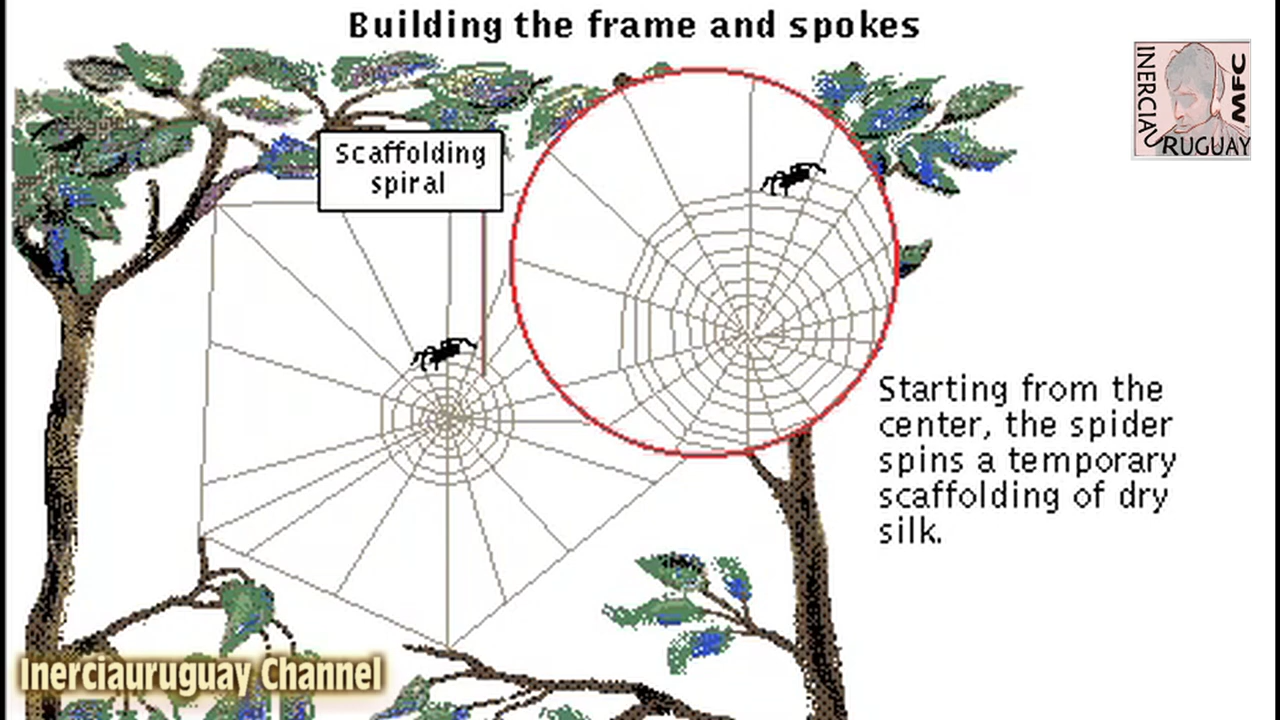 Building the frame and spokes
INERCIA
URUGUAY
MFC
Scaffolding
spiral
Starting from the
center, the spider
spins a temporary
scaffolding of dry
silk.
Inerciauruguay Channel